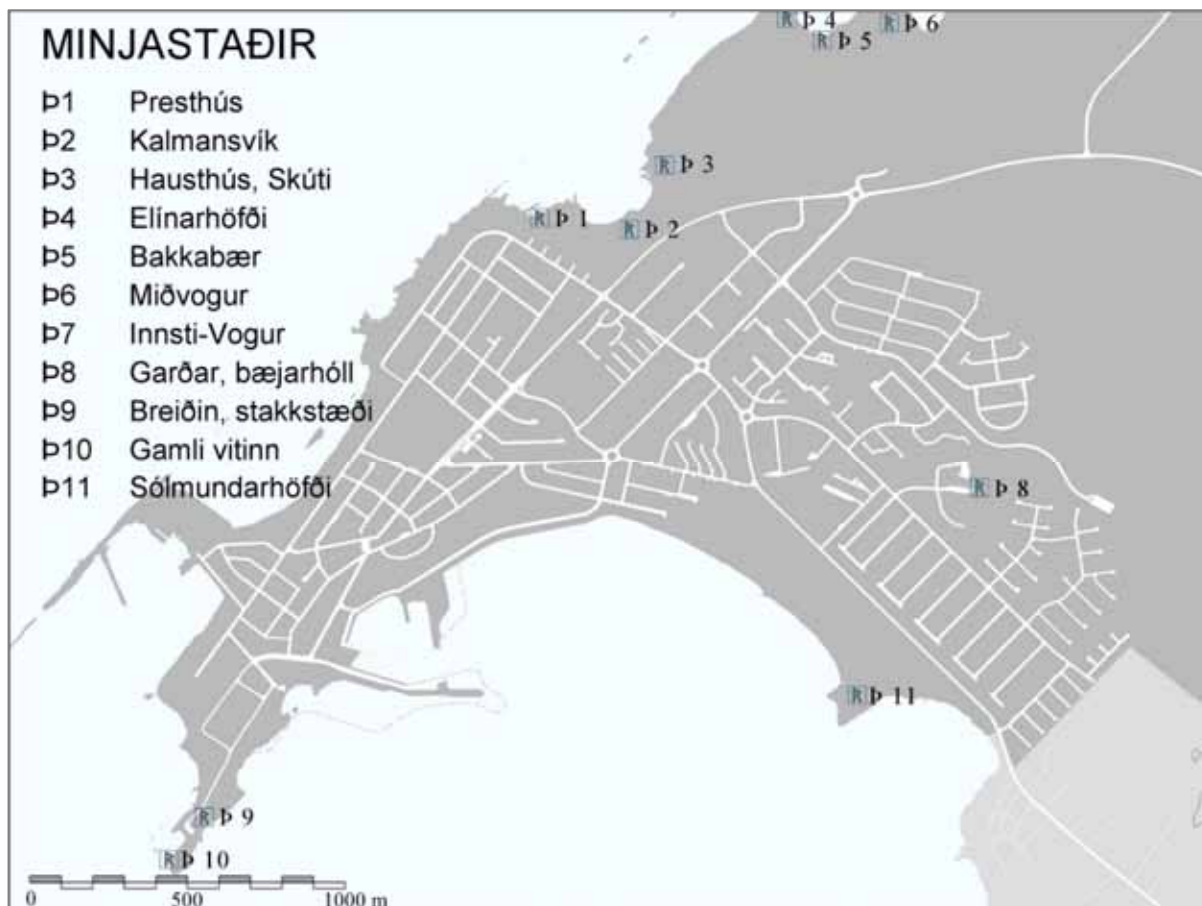 MINJASTAÐIR
Þ1 Presthús
Þ2 Kalmansvík
Þ3 Hausthús, Skúti
Þ4 Elínarhöfði
Þ5 Bakkabær
Þ6 Miðvogur
Þ7 Innsti-Vogur
Þ8 Garðar, bæjarhóll
Þ9 Breiðin, stakkstæði
Þ10 Gamli vitinn
Þ11 Sólmundarhöfði
Þ 4
Þ 6
Þ 5
Þ 3
Þ 1
Þ 2
Þ 8
Þ 11
Þ 9
Þ 10
0 500 1000 m